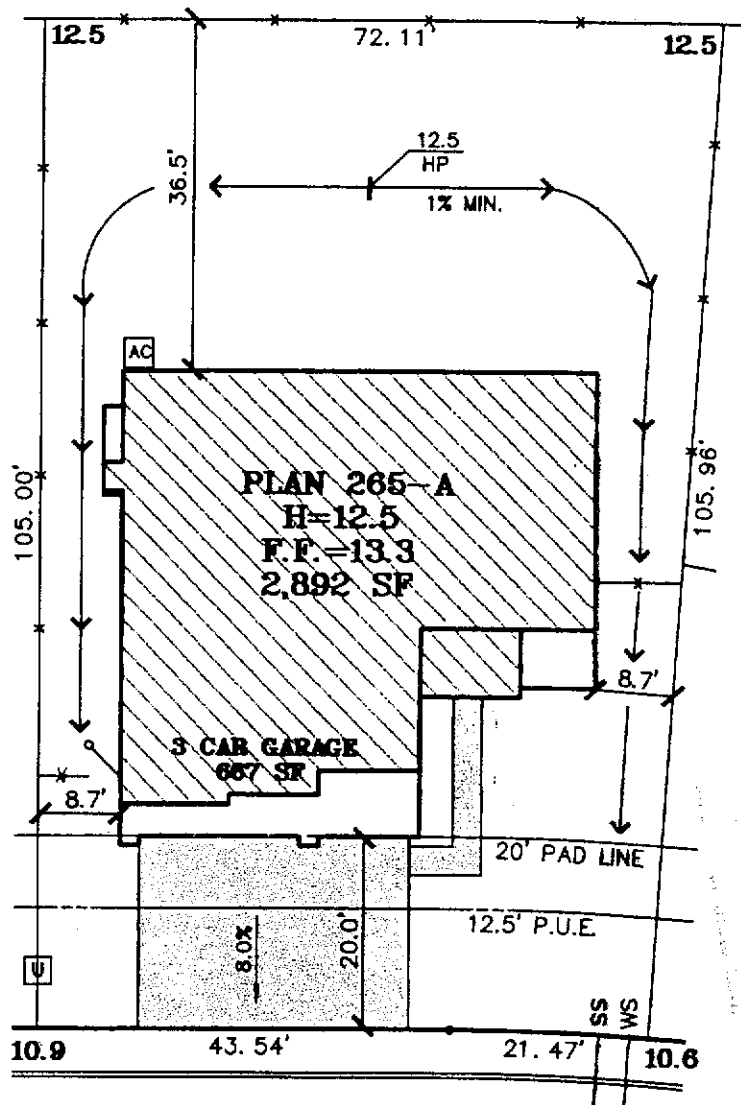 12.5
72.11'
12.5
36.5'
12.5
HP
1% MIN.
AC
105.00'
PLAN 265-A
H=12.5
F.F.=13.3
2,892 SF
105.96'
8.7'
3 CAR GARAGE
667 SF
8.7'
20' PAD LINE
12.5' P.U.E.
U
8.0%
20.0'
SS
WS
10.9
43.54'
21.47'
10.6